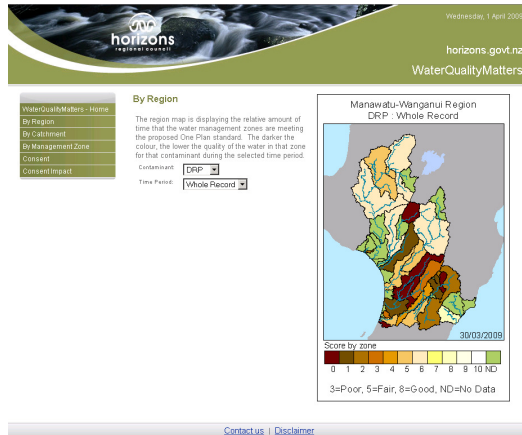 Wednesday, 1 April 2009
horizons
regional council
horizons.govt.nz
WaterQualityMatters
WaterQualityMatters - Home
By Region
By Catchment
By Management Zone
Consent
Consent Impact
By Region
The region map is displaying the relative amount of
time that the water management zones are meeting
the proposed One Plan standard. The darker the
colour, the lower the quality of the water in that zone
for that contaminant during the selected time period.
Contaminant: DRP
Time Period: Whole Record
Manawatu-Wanganui Region
DRP : Whole Record
30/03/2009
Score by zone
0 1 2 3 4 5 6 7 8 9 10 ND
3=Poor, 5=Fair, 8=Good, ND=No Data
Contact us | Disclaimer